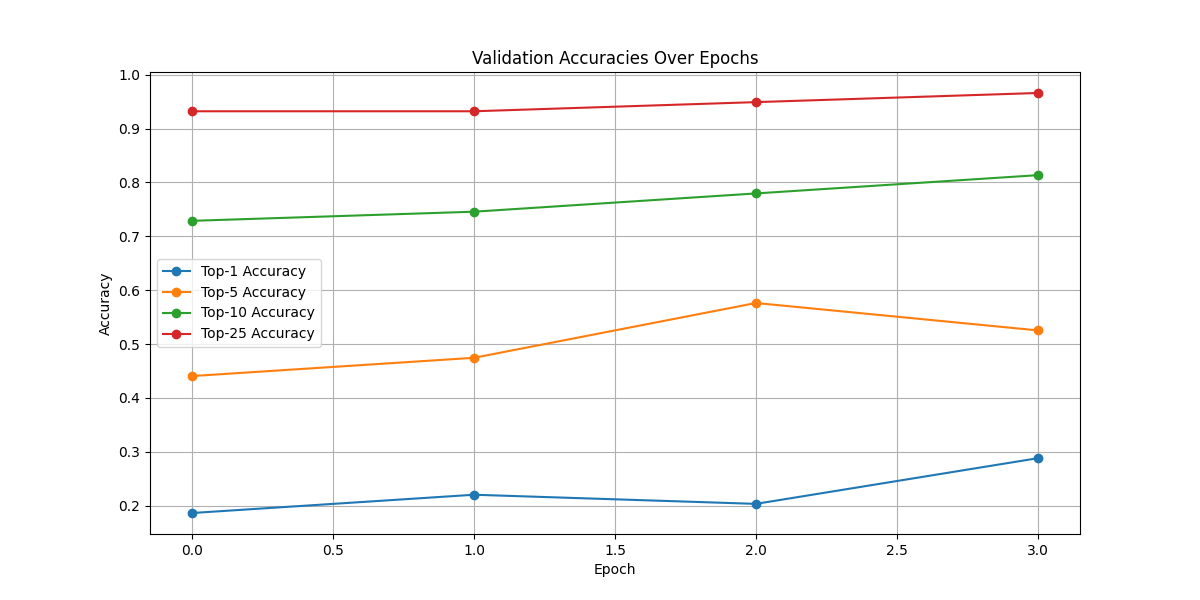 Validation Accuracies Over Epochs
1.0
0.9
0.8
0.7
0.6
0.5
0.4
0.3
0.2
Accuracy
Top-1 Accuracy
Top-5 Accuracy
Top-10 Accuracy
Top-25 Accuracy
0.0 0.5 1.0 1.5 2.0 2.5 3.0
Epoch